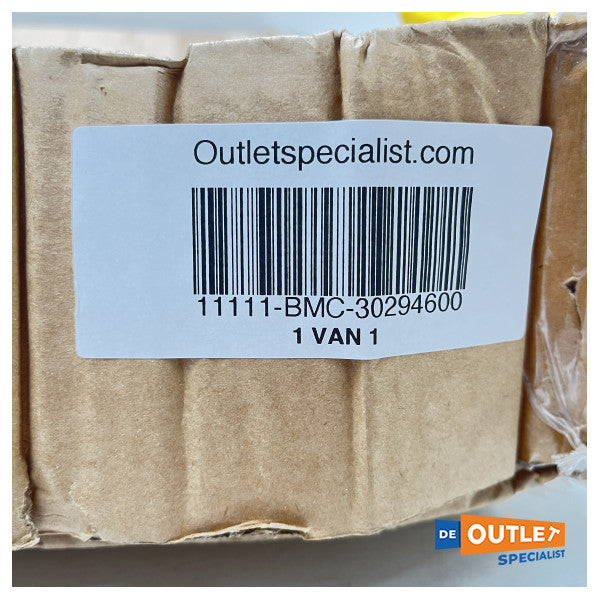 Outletspecialist.com
11111-BMC-30294600
1 VAN 1
DE OUTLET
SPECIALIST